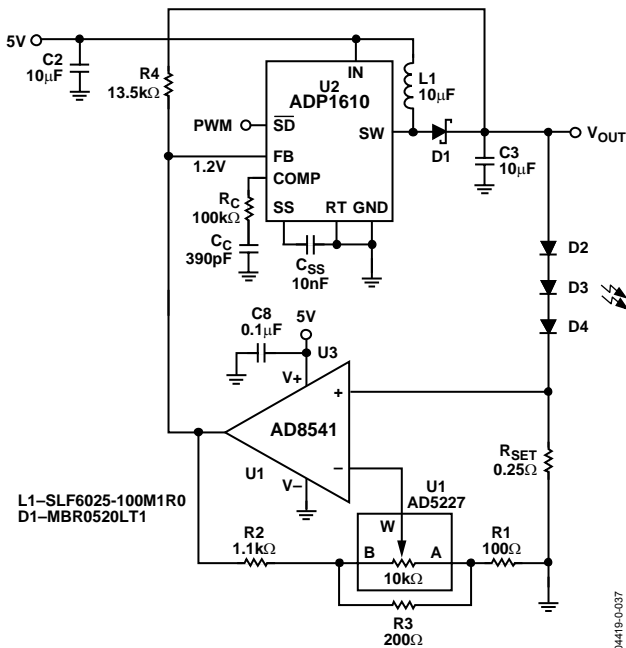 5V
C2
10μF
R4
13.5kΩ
PWM
U2
ADP1610
IN
SD
SW
FB
COMP
SS
RT
GND
1.2V
L1
10μF
D1
VOUT
C3
10μF
RC
100kΩ
CC
390pF
CSS
10nF
D2
D3
D4
C8
0.1μF
5V
U3
V+
+
AD8541
–
U1
V–
RSET
0.25Ω
L1–SLF6025-100M1R0
D1–MBR0520LT1
U1
AD5227
W
B
A
10kΩ
R2
1.1kΩ
R1
100Ω
R3
200Ω
04419-0-037